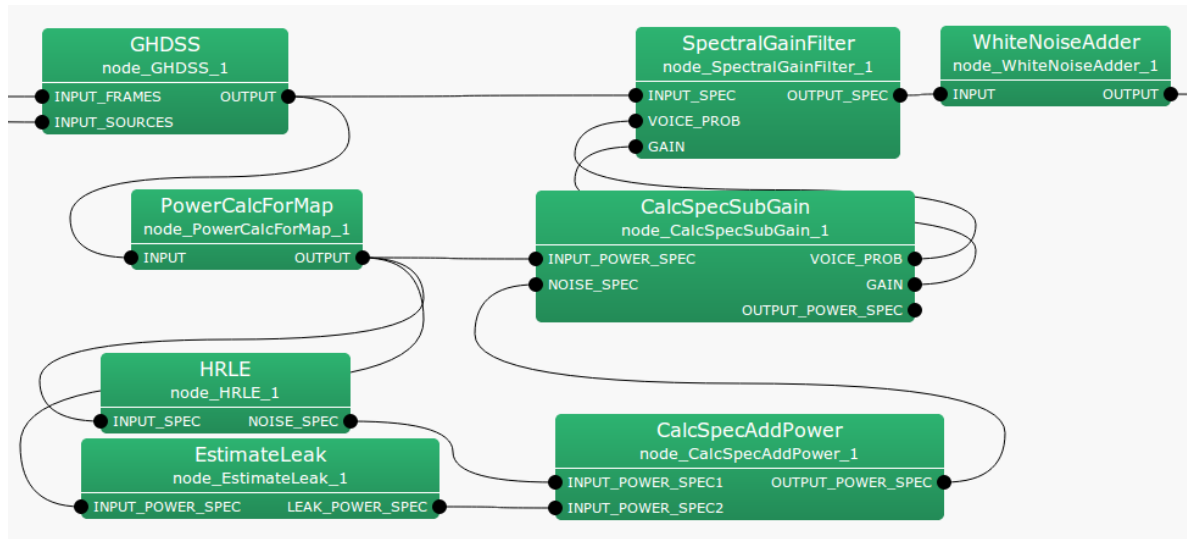 GHDSS
node_GHDSS_1
INPUT_FRAMES OUTPUT
INPUT_SOURCES
SpectralGainFilter
node_SpectralGainFilter_1
INPUT_SPEC OUTPUT_SPEC
VOICE_PROB
GAIN
WhiteNoiseAdder
node_WhiteNoiseAdder_1
INPUT OUTPUT
PowerCalcForMap
node_PowerCalcForMap_1
INPUT OUTPUT
CalcSpecSubGain
node_CalcSpecSubGain_1
INPUT_POWER_SPEC VOICE_PROB
NOISE_SPEC GAIN
OUTPUT_POWER_SPEC
HRLE
node_HRLE_1
INPUT_SPEC NOISE_SPEC
EstimateLeak
node_EstimateLeak_1
INPUT_POWER_SPEC LEAK_POWER_SPEC
CalcSpecAddPower
node_CalcSpecAddPower_1
INPUT_POWER_SPEC1 OUTPUT_POWER_SPEC
INPUT_POWER_SPEC2